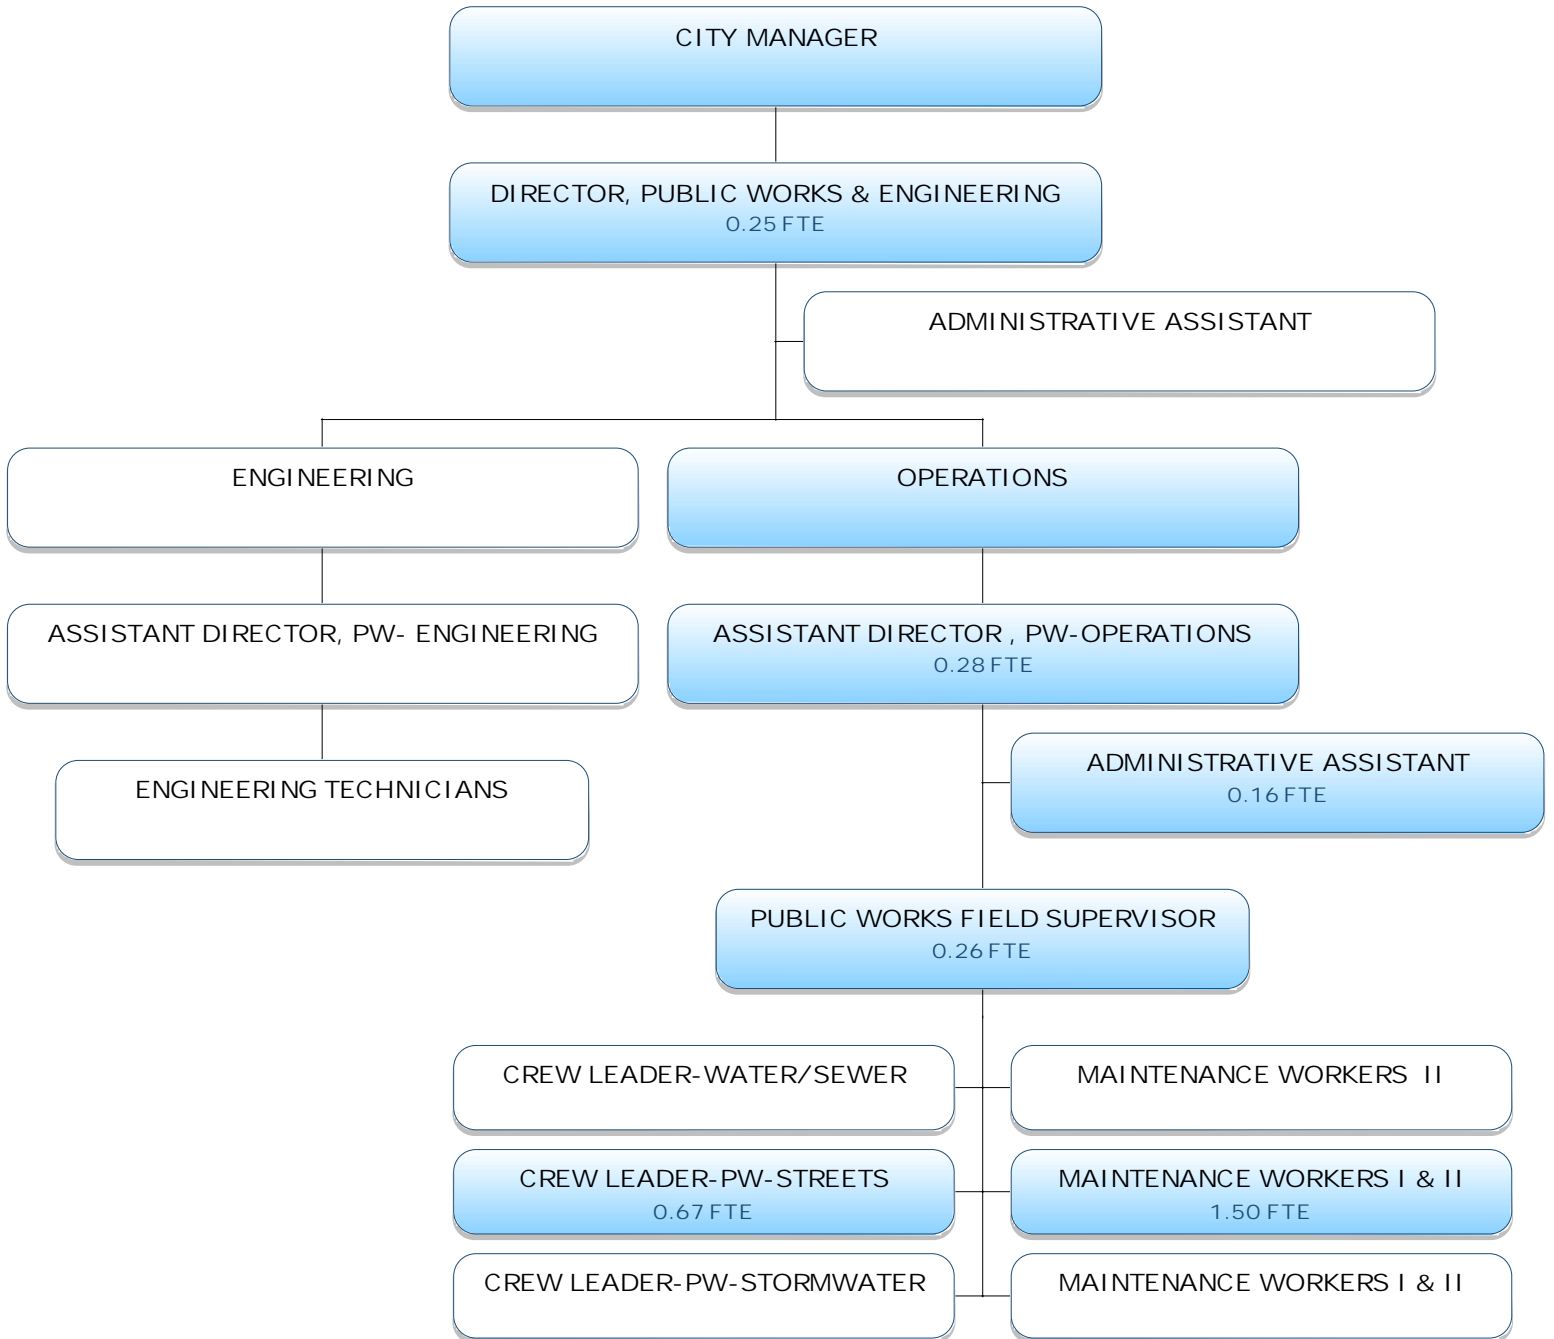 CITY MANAGER
DIRECTOR, PUBLIC WORKS & ENGINEERING
0.25 FTE
ADMINISTRATIVE ASSISTANT
ENGINEERING
OPERATIONS
ASSISTANT DIRECTOR, PW- ENGINEERING
ASSISTANT DIRECTOR , PW-OPERATIONS
0.28 FTE
ENGINEERING TECHNICIANS
ADMINISTRATIVE ASSISTANT
0.16 FTE
PUBLIC WORKS FIELD SUPERVISOR
0.26 FTE
CREW LEADER-WATER/SEWER
MAINTENANCE WORKERS  II
CREW LEADER-PW-STREETS
0.67 FTE
MAINTENANCE WORKERS I & II
1.50 FTE
CREW LEADER-PW-STORMWATER
MAINTENANCE WORKERS I & II